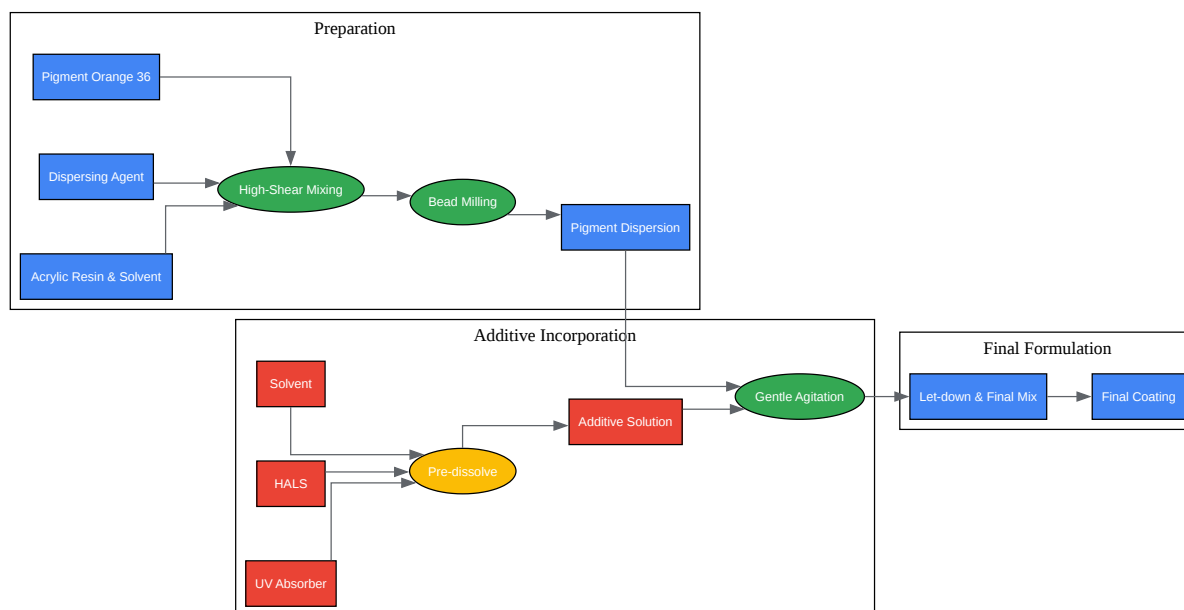 Preparation
Pigment Orange 36
Dispersing Agent
High-Shear Mixing
Bead Milling
Pigment Dispersion
Acrylic Resin & Solvent
Additive Incorporation
Solvent
HALS
UV Absorber
Pre-dissolve
Additive Solution
Gentle Agitation
Final Formulation
Let-down & Final Mix
Final Coating